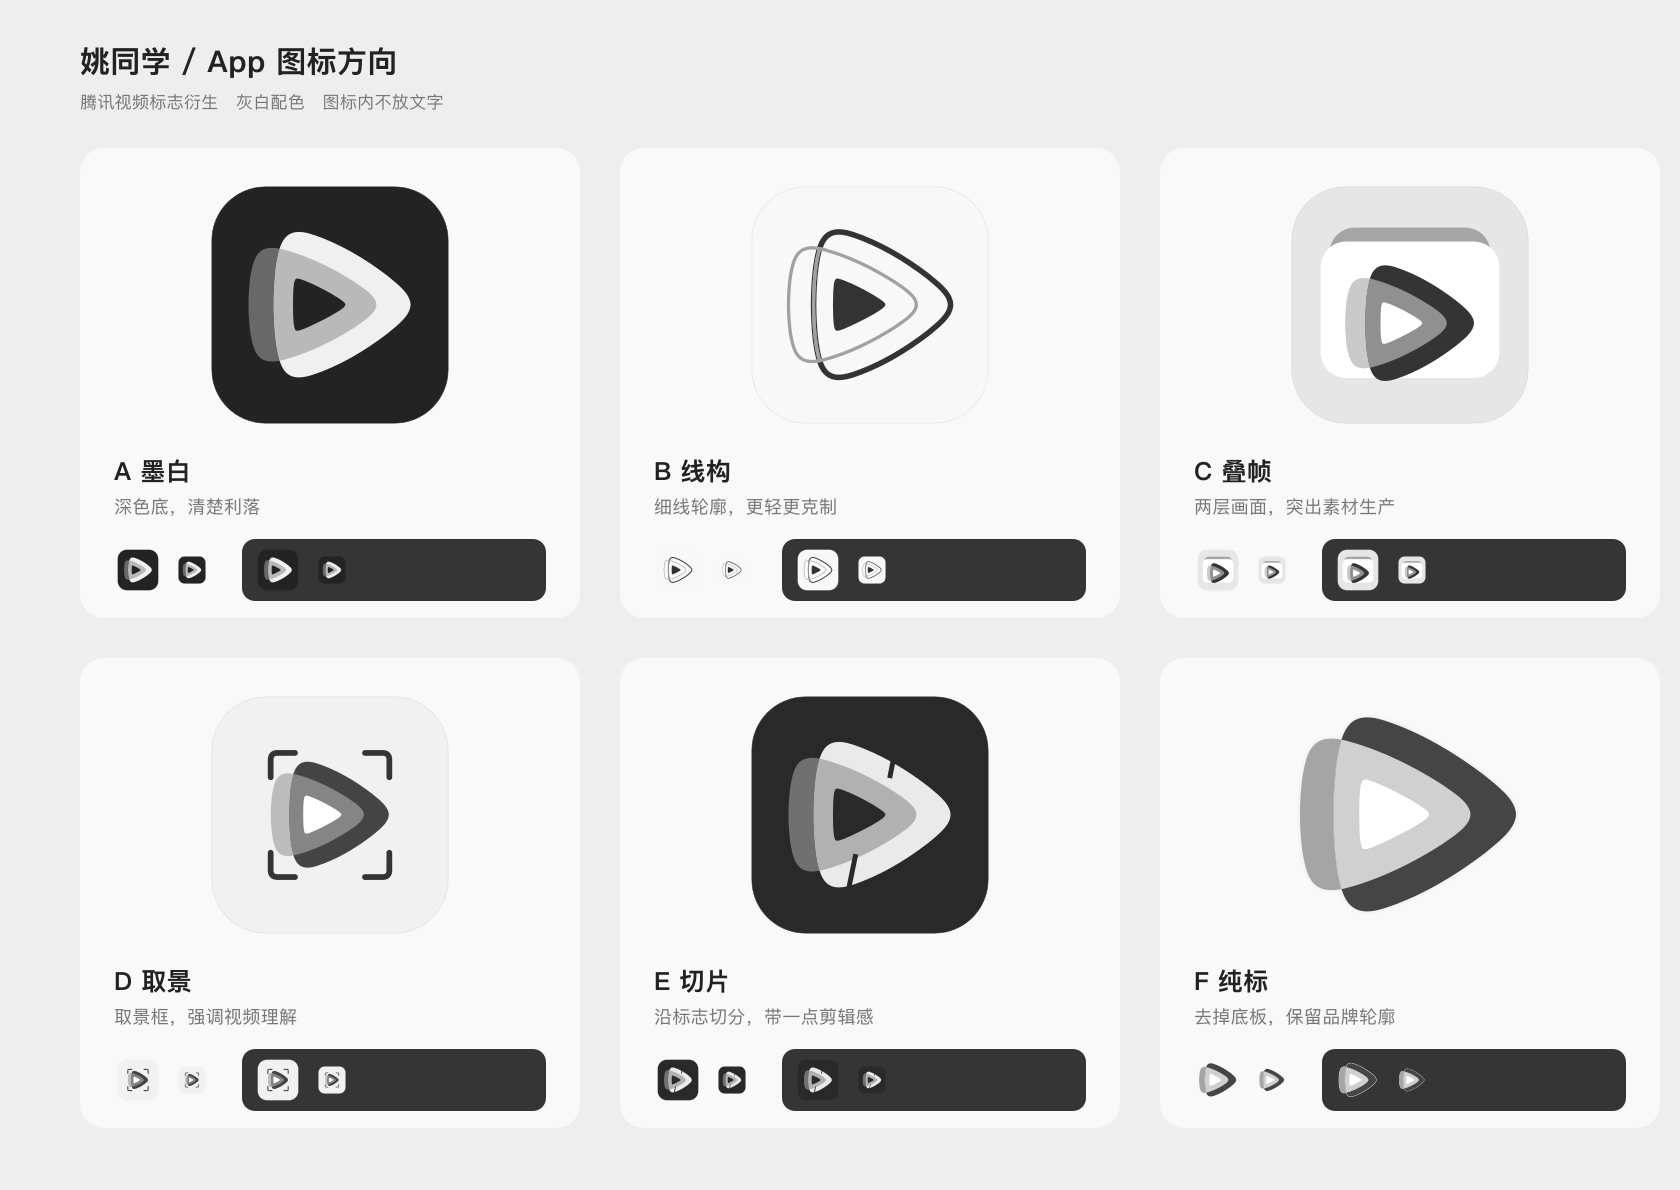 姚同学 / App 图标方向
腾讯视频标志衍生 灰白配色 图标内不放文字
A 墨白
深色底，清楚利落
B 线构
细线轮廓，更轻更克制
C 叠帧
两层画面，突出素材生产
D 取景
取景框，强调视频理解
E 切片
沿标志切分，带一点剪辑感
F 纯标
去掉底板，保留品牌轮廓